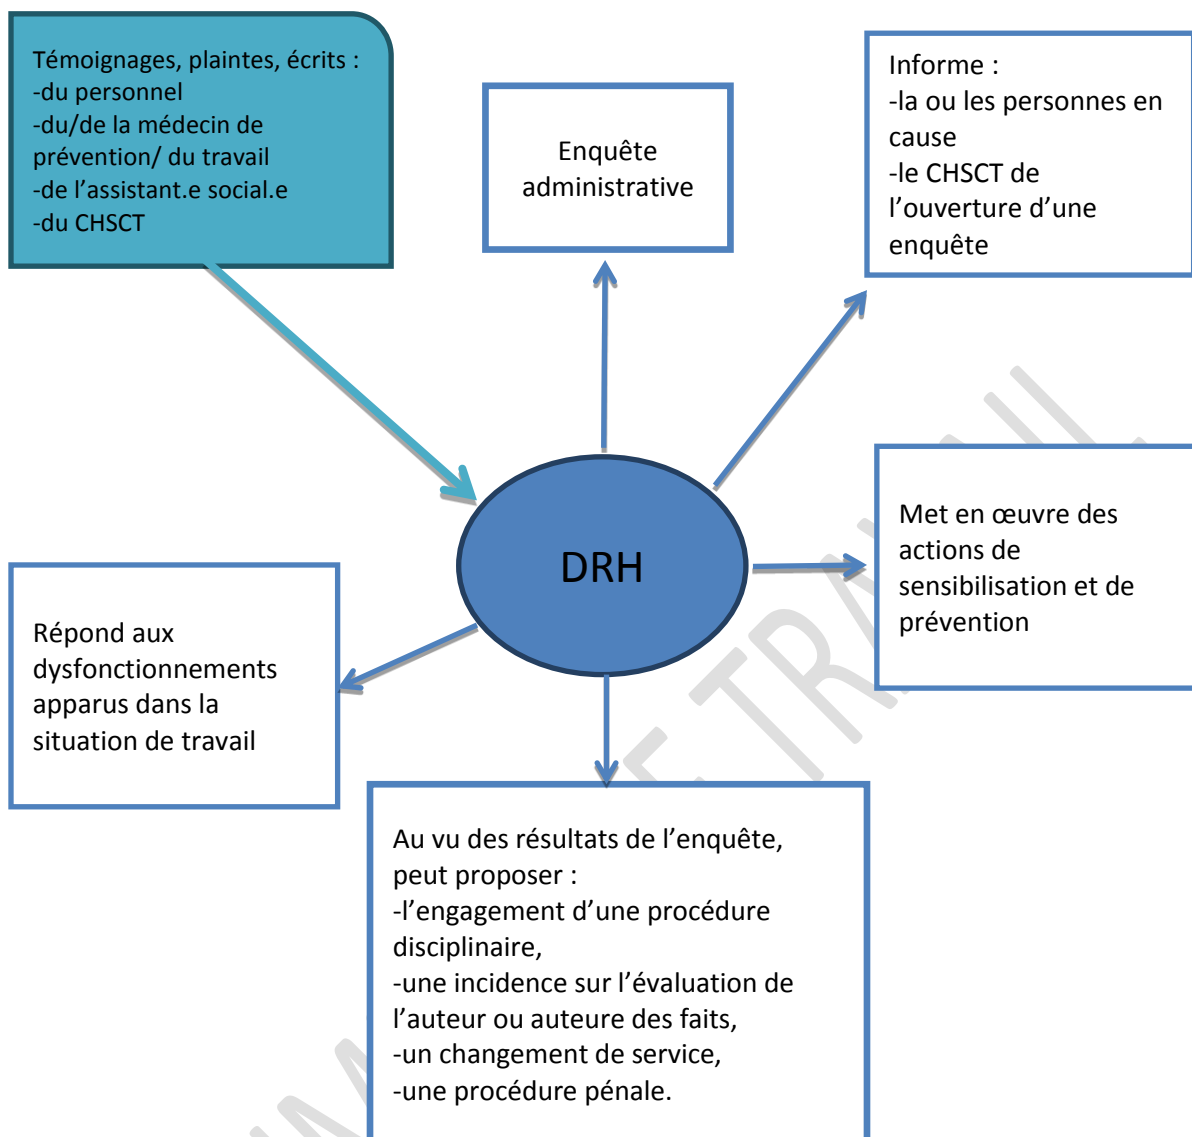 Témoignages, plaintes, écrits :
-du personnel
-du/de la médecin de
prévention/ du travail
-de l’assistant.e social.e
-du CHSCT
Enquête
administrative
Informe :
-la ou les personnes en
cause
-le CHSCT de
l’ouverture d’une
enquête
DRH
Met en œuvre des
actions de
sensibilisation et de
prévention
Répond aux
dysfonctionnements
apparus dans la
situation de travail
Au vu des résultats de l’enquête,
peut proposer :
-l’engagement d’une procédure
disciplinaire,
-une incidence sur l’évaluation de
l’auteur ou auteure des faits,
-un changement de service,
-une procédure pénale.